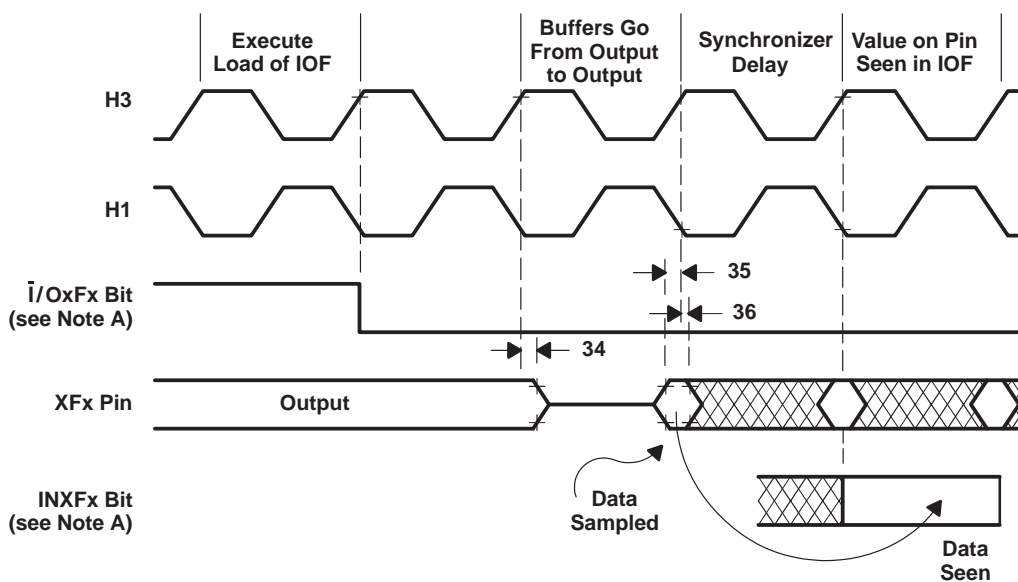 Execute
Load of IOF
Buffers Go
From Output
to Output
Synchronizer
Delay
Value on Pin
Seen in IOF
H3
H1
Ī/OxFx Bit
(see Note A)
35
36
34
XFx Pin
Output
INXFx Bit
(see Note A)
Data
Sampled
Data
Seen